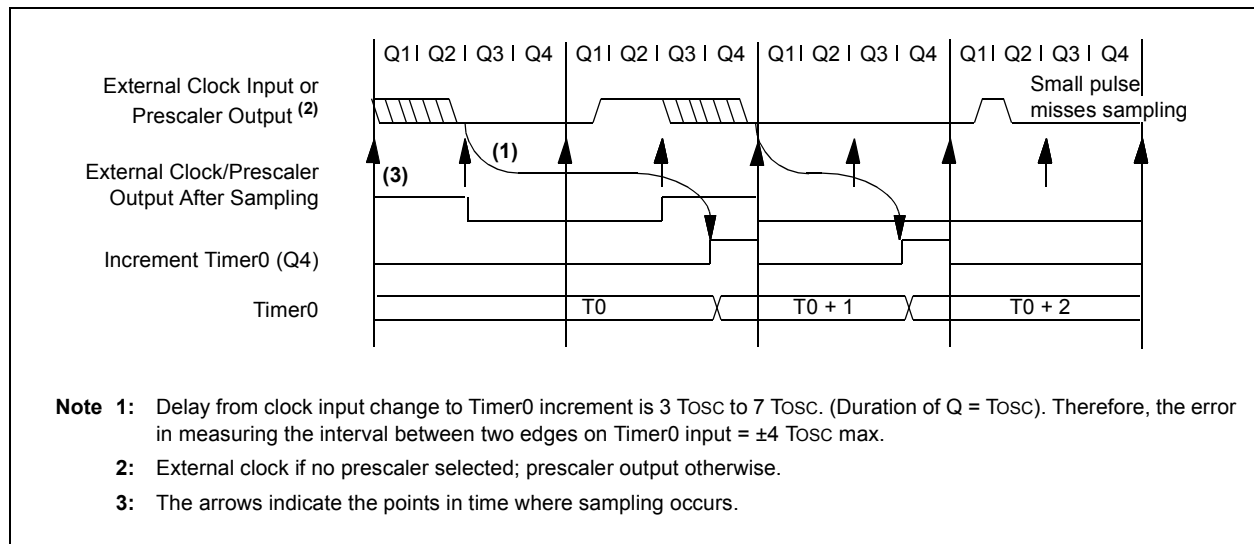 Q1 Q2 Q3 Q4 Q1 Q2 Q3 Q4 Q1 Q2 Q3 Q4 Q1 Q2 Q3 Q4
External Clock Input or
Prescaler Output (2)
Small pulse
misses sampling
(1)
External Clock/Prescaler
Output After Sampling
(3)
Increment Timer0 (Q4)
Timer0
T0
T0 + 1
T0 + 2
Note 1: Delay from clock input change to Timer0 increment is 3 TOSC to 7 TOSC. (Duration of Q = TOSC). Therefore, the error
in measuring the interval between two edges on Timer0 input = ±4 TOSC max.
2: External clock if no prescaler selected; prescaler output otherwise.
3: The arrows indicate the points in time where sampling occurs.